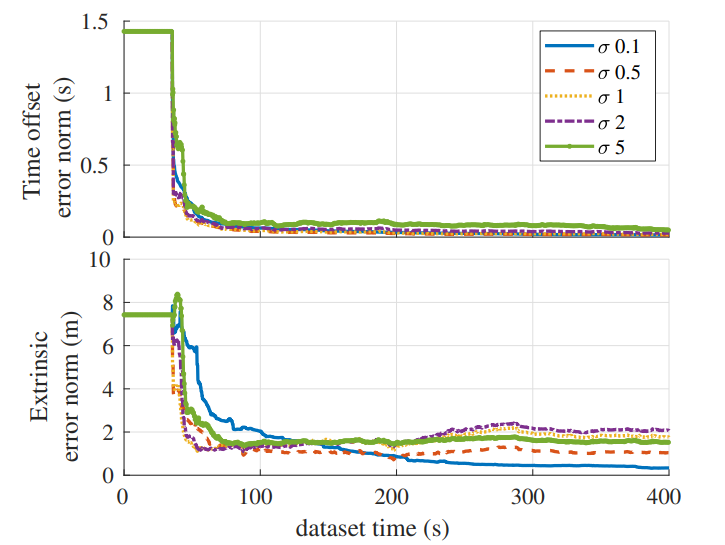 1.5
1
0.5
0
Time offset
error norm (s)
σ 0.1
σ 0.5
σ 1
σ 2
σ 5
10
8
6
4
2
0
Extrinsic
error norm (m)
0 100 200 300 400
dataset time (s)